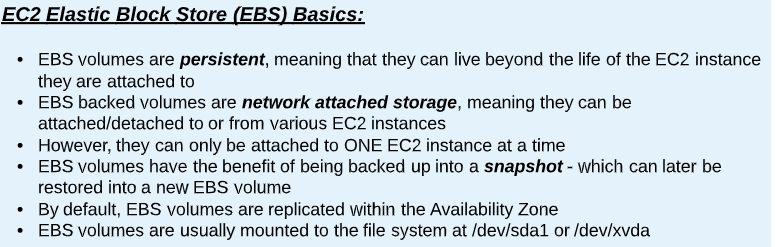 EC2 Elastic Block Store (EBS) Basics:
• EBS volumes are persistent, meaning that they can live beyond the life of the EC2 instance
they are attached to
• EBS backed volumes are network attached storage, meaning they can be
attached/detached to or from various EC2 instances
• However, they can only be attached to ONE EC2 instance at a time
• EBS volumes have the benefit of being backed up into a snapshot - which can later be
restored into a new EBS volume
• By default, EBS volumes are replicated within the Availability Zone
• EBS volumes are usually mounted to the file system at /dev/sda1 or /dev/xvda